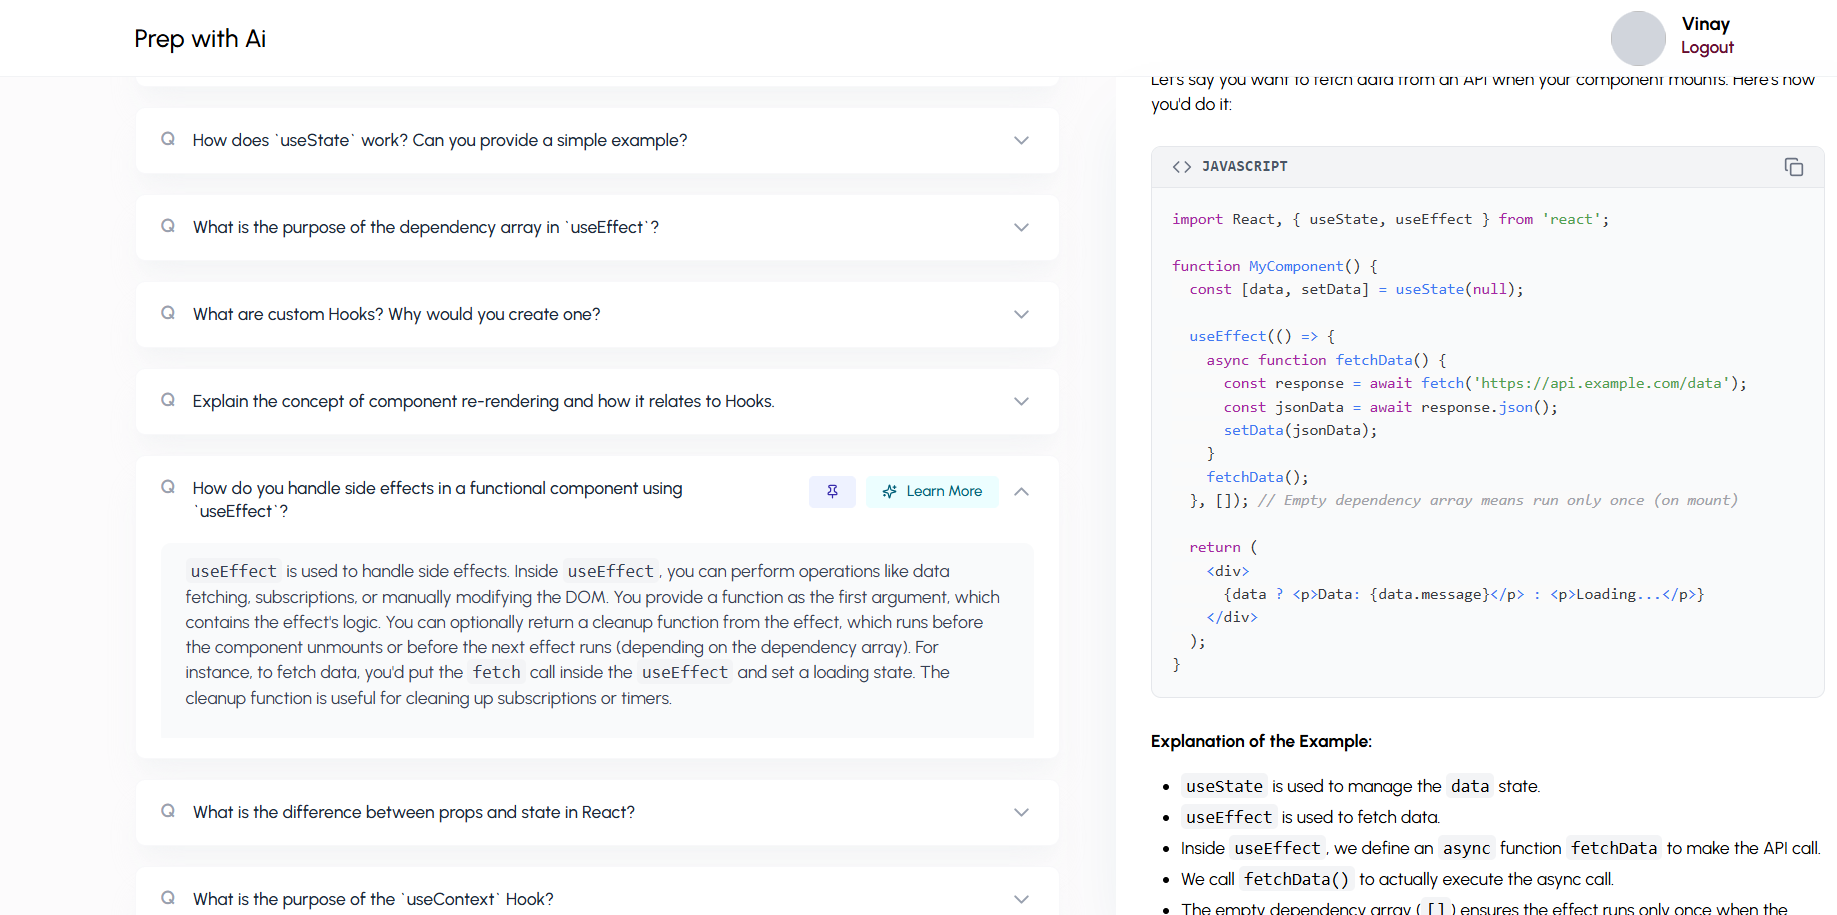 Prep with Ai
Vinay
Logout
Q How does `useState` work? Can you provide a simple example?
Q What is the purpose of the dependency array in `useEffect`?
Q What are custom Hooks? Why would you create one?
Q Explain the concept of component re-rendering and how it relates to Hooks.
Q How do you handle side effects in a functional component using
`useEffect`?
Learn More
useEffect is used to handle side effects. Inside useEffect, you can perform operations like data
fetching, subscriptions, or manually modifying the DOM. You provide a function as the first argument, which
contains the effect's logic. You can optionally return a cleanup function from the effect, which runs before
the component unmounts or before the next effect runs (depending on the dependency array). For
instance, to fetch data, you'd put the fetch call inside the useEffect and set a loading state. The
cleanup function is useful for cleaning up subscriptions or timers.
Q What is the difference between props and state in React?
Q What is the purpose of the `useContext` Hook?
Let's say you want to fetch data from an API when your component mounts. Here's how
you'd do it:
<> JAVASCRIPT
import React, { useState, useEffect } from 'react';
function MyComponent() {
const [data, setData] = useState(null);
useEffect(() => {
async function fetchData() {
const response = await fetch('https://api.example.com/data');
const jsonData = await response.json();
setData(jsonData);
}
fetchData();
}, []); // Empty dependency array means run only once (on mount)
return (
<div>
{data ? <p>Data: {data.message}</p> : <p>Loading...</p>}
</div>
);
}
Explanation of the Example:
• useState is used to manage the data state.
• useEffect is used to fetch data.
• Inside useEffect, we define an async function fetchData to make the API call.
• We call fetchData() to actually execute the async call.
• The empty dependency array ([]) ensures the effect runs only once when the